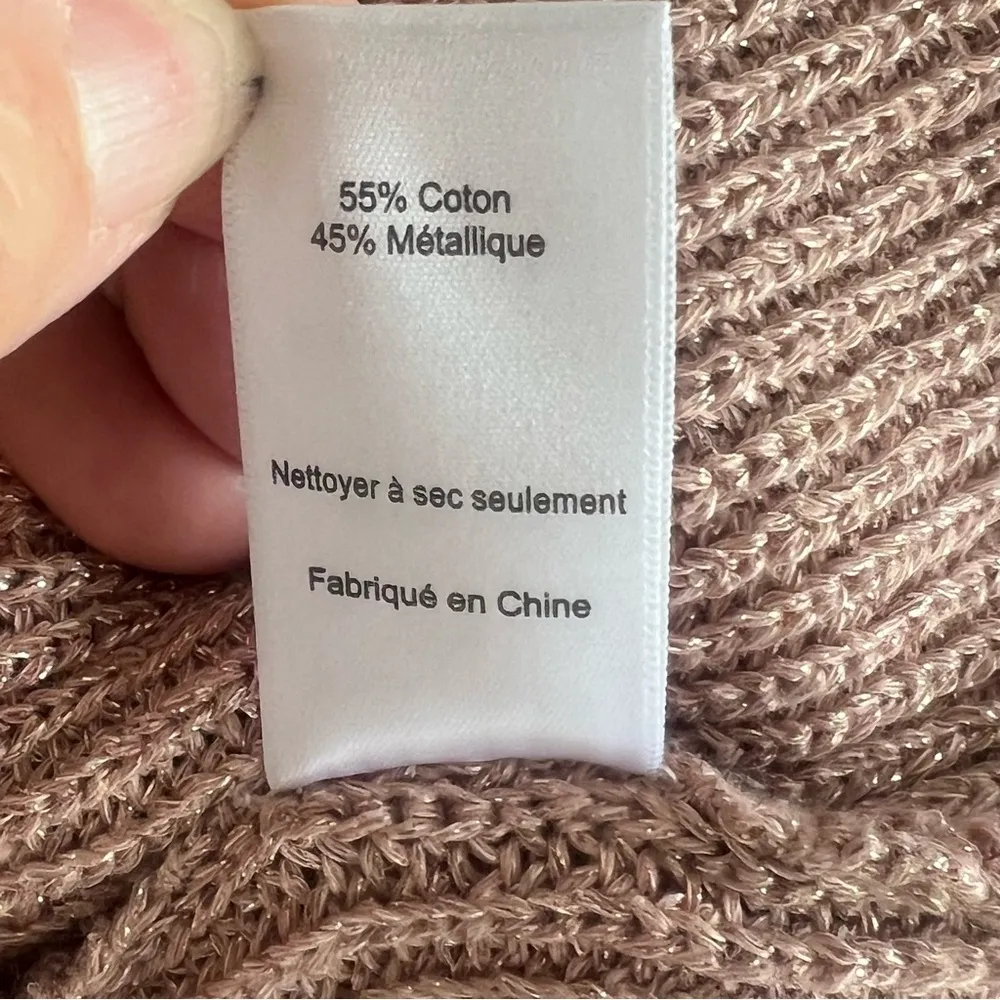 55% Coton
45% Métallique
Nettoyer à sec seulement
Fabriqué en Chine